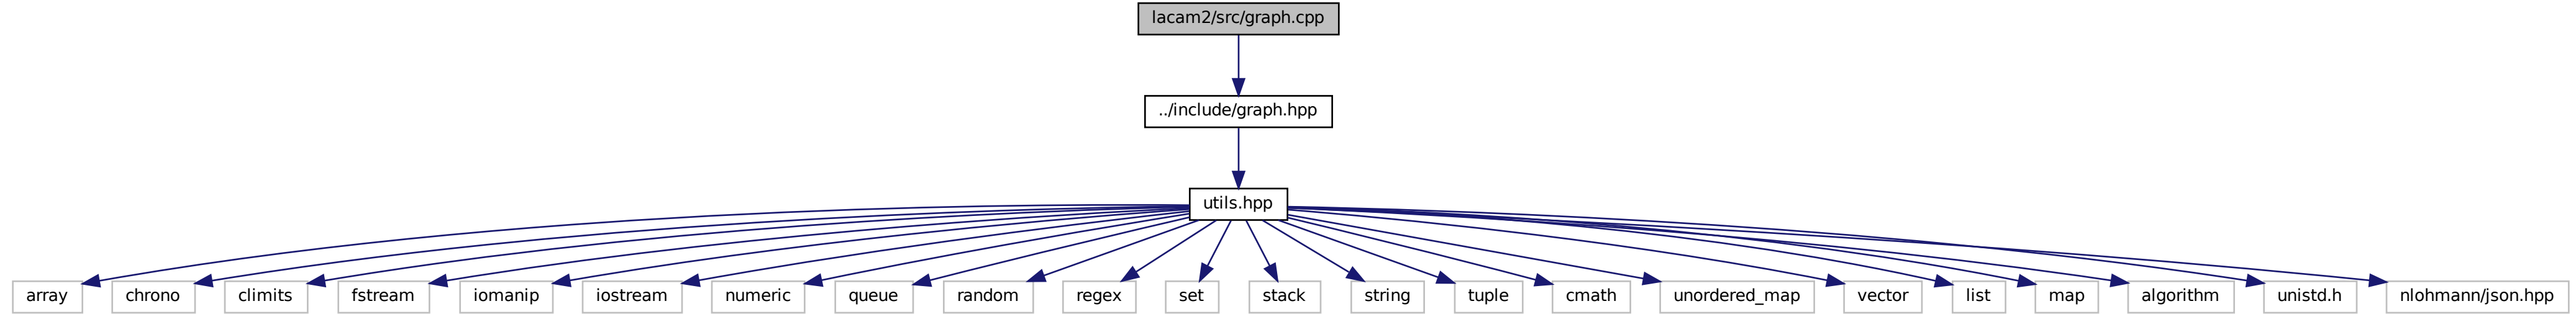 lacam2/src/graph.cpp
../include/graph.hpp
utils.hpp
array
chrono
climits
fstream
iomanip
iostream
numeric
queue
random
regex
set
stack
string
tuple
cmath
unordered_map
vector
list
map
algorithm
unistd.h
nlohmann/json.hpp